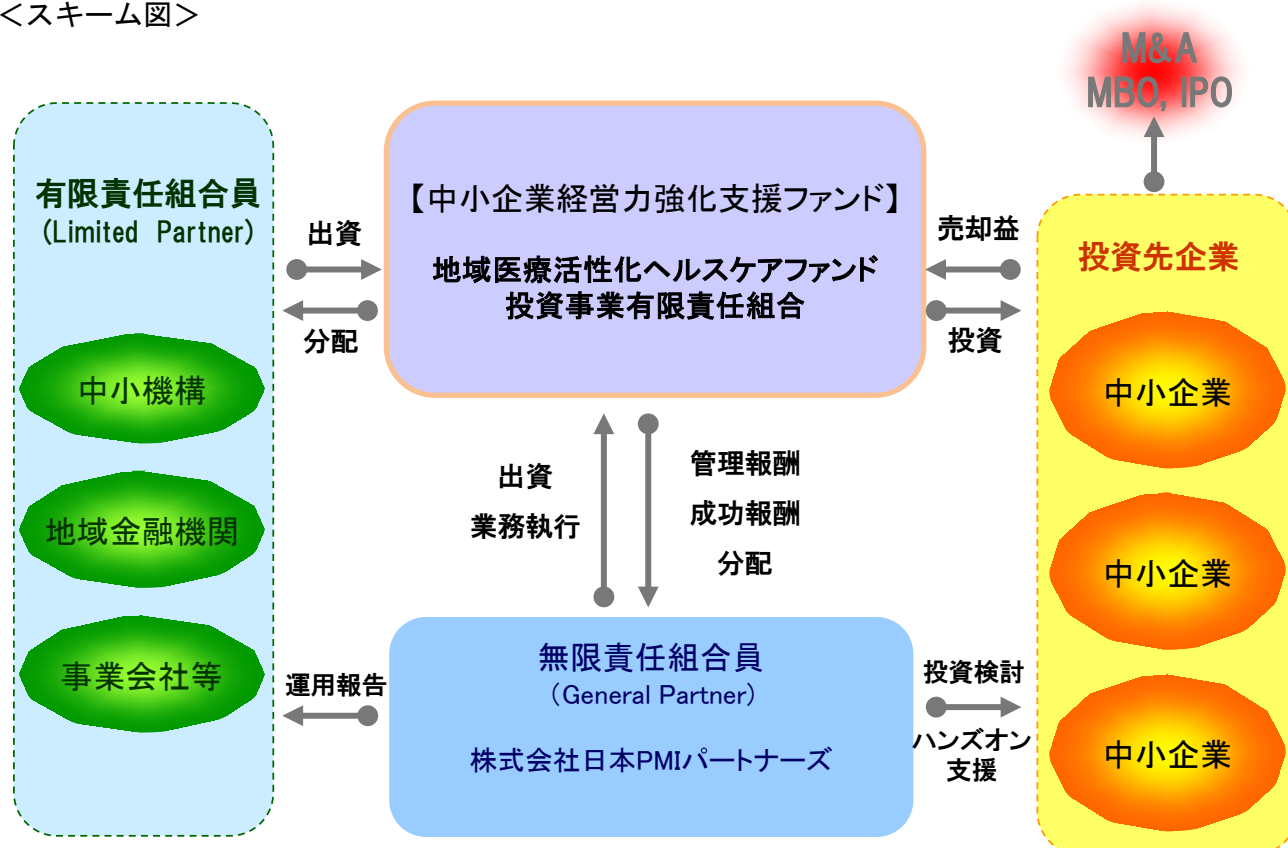 ＜スキーム図＞
M&A
MBO, IPO
有限責任組合員
(Limited Partner)
中小機構
地域金融機関
事業会社等
出資
分配
【中小企業経営力強化支援ファンド】
地域医療活性化ヘルスケアファンド
投資事業有限責任組合
売却益
投資
投資先企業
中小企業
中小企業
中小企業
出資
業務執行
管理報酬
成功報酬
分配
運用報告
無限責任組合員
（General Partner）
株式会社日本PMIパートナーズ
投資検討
ハンズオン
支援